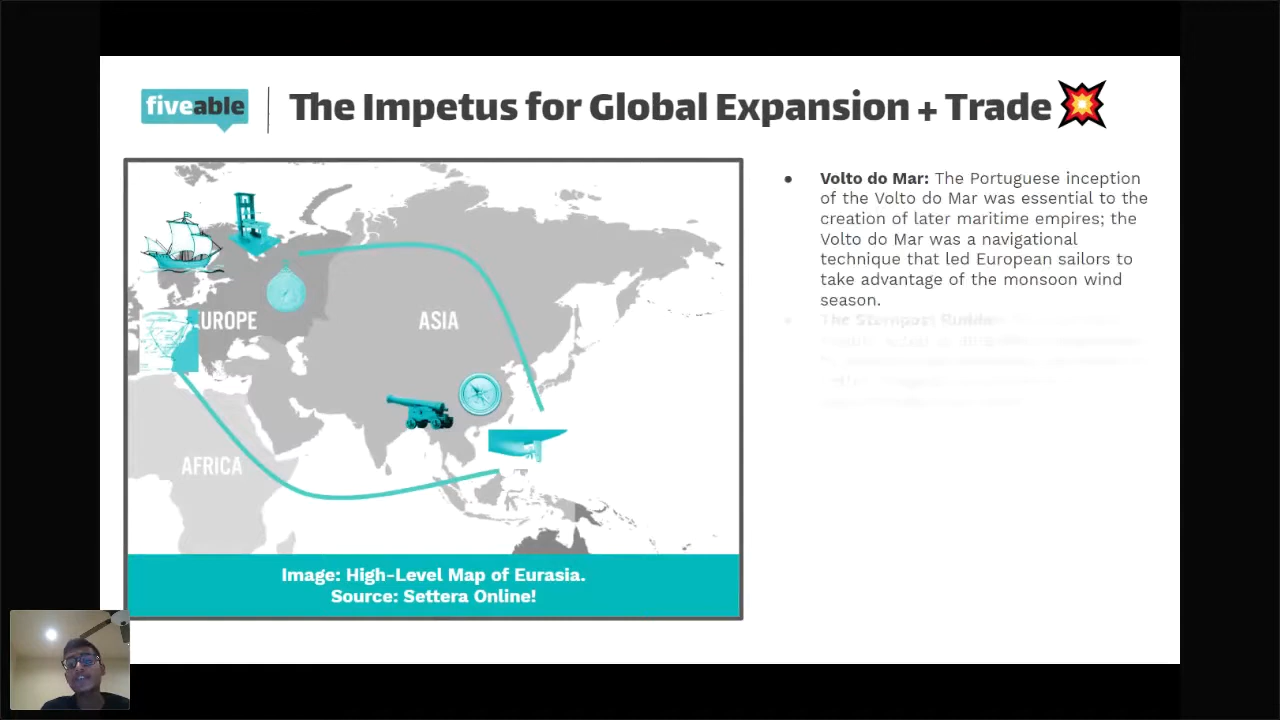 fiveable
The Impetus for Global Expansion + Trade
Volto do Mar: The Portuguese inception
of the Volto do Mar was essential to the
creation of later maritime empires; the
Volto do Mar was a navigational
technique that led European sailors to
take advantage of the monsoon wind
season.
The Sternpost Rudder
EUROPE
ASIA
AFRICA
Image: High-Level Map of Eurasia.
Source: Settera Online!